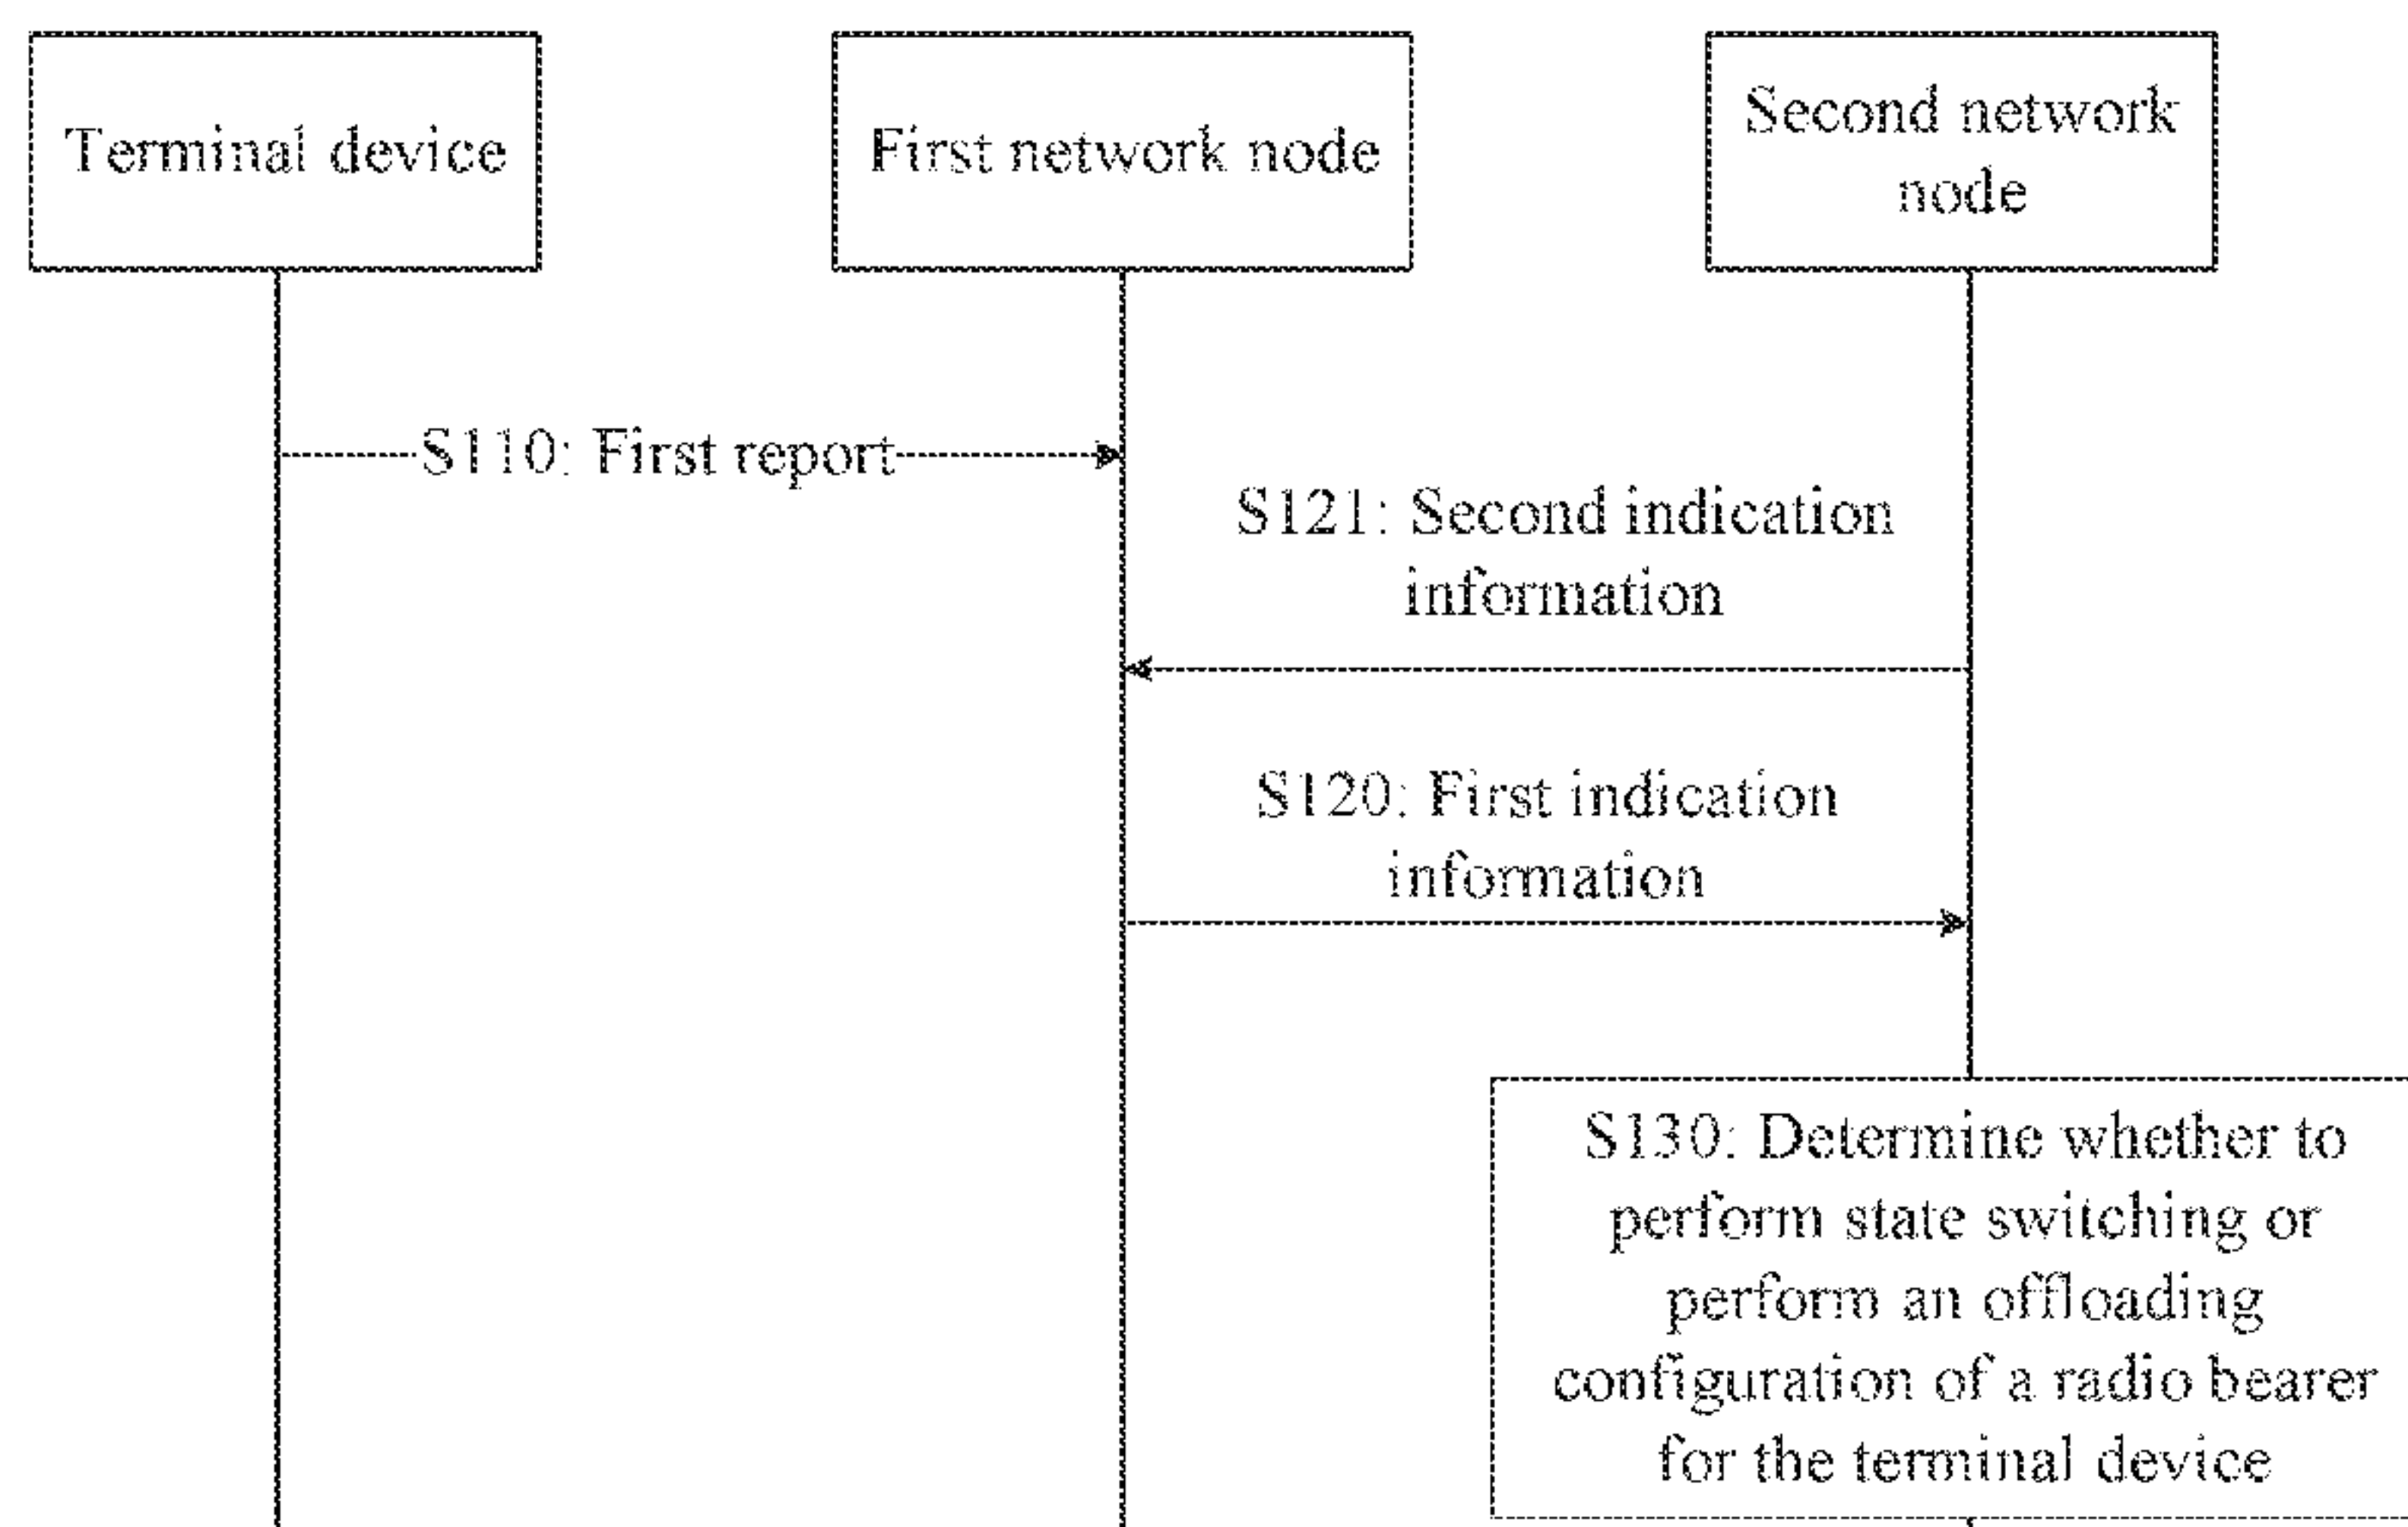 Terminal device
First network node
Second network
node
S110: First report
S121: Second indication
information
S120: First indication
information
S130: Determine whether to
perform state switching or
perform an offloading
configuration of a radio bearer
for the terminal device